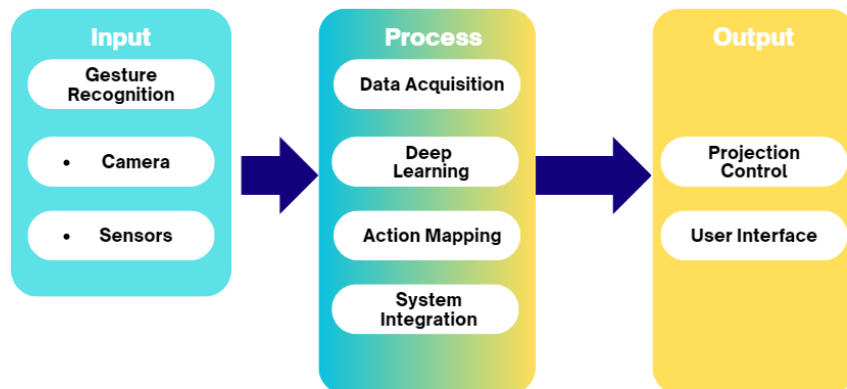 Input
Gesture
Recognition
• Camera
• Sensors
Process
Data Acquisition
Deep
Learning
Action Mapping
System
Integration
Output
Projection
Control
User Interface